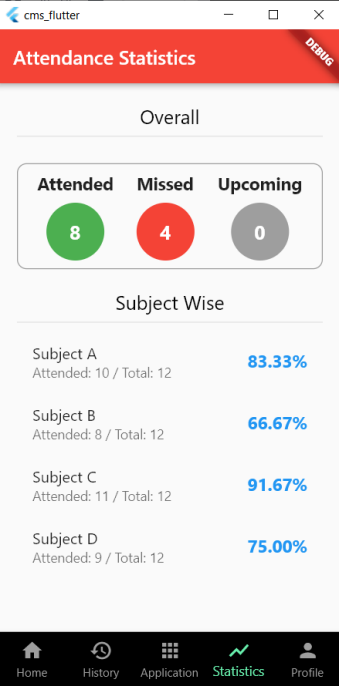 cms_flutter
Attendance Statistics
DEBUG
Overall
Attended Missed Upcoming
8 4 0
Subject Wise
Subject A
83.33%
Attended: 10 / Total: 12
Subject B
66.67%
Attended: 8 / Total: 12
Subject C
91.67%
Attended: 11 / Total: 12
Subject D
75.00%
Attended: 9 / Total: 12
Home History Application Statistics Profile